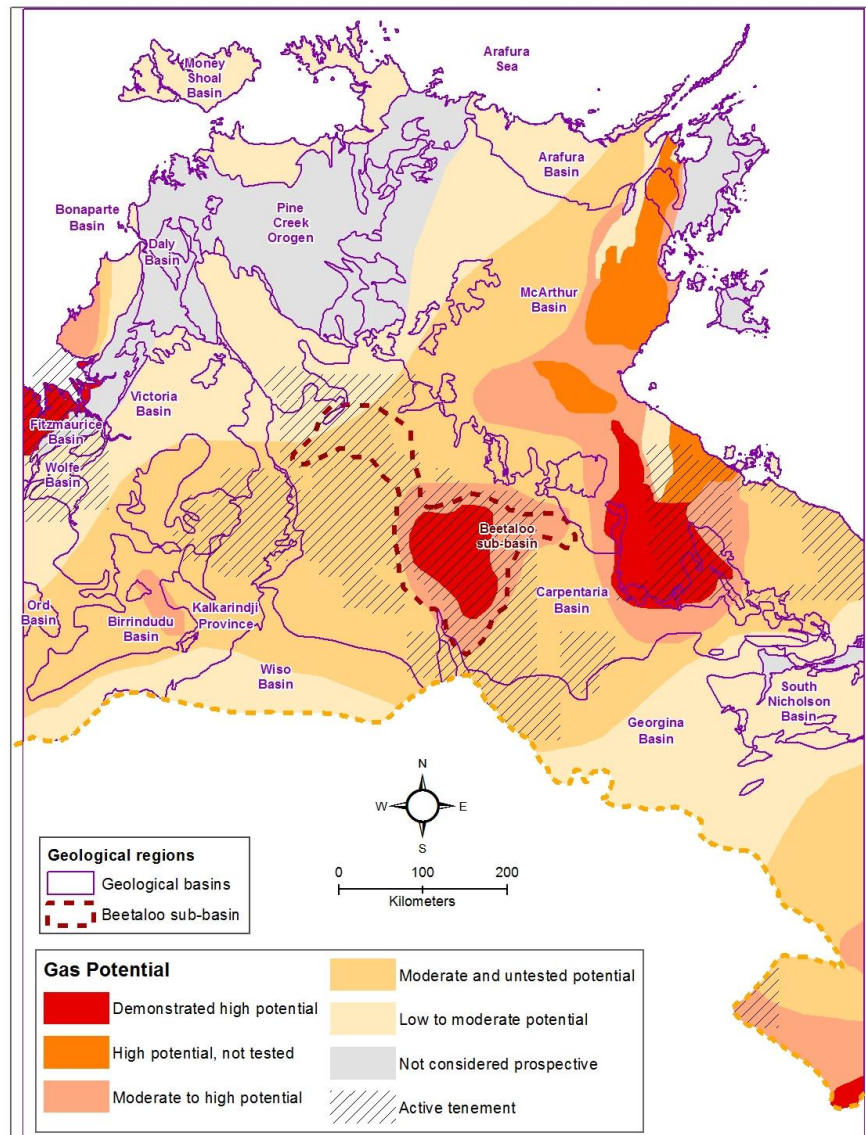 Money
Shoal
Basin
Arafura
Sea
Arafura
Basin
Bonaparte
Basin
Daly
Basin
Pine
Creek
Orogen
McArthur
Basin
Victoria
Basin
Fitzmaurice
Basin
Wolfe
Basin
Beetaloo
sub-basin
Ord
Basin
Birrindudu
Basin
Kalkarindji
Province
Carpentaria
Basin
Wiso
Basin
Georgina
Basin
South
Nicholson
Basin
N
W
E
S
0 100 200
Kilometers
Geological regions
Geological basins
Beetaloo sub-basin
Gas Potential
Demonstrated high potential
High potential, not tested
Moderate to high potential
Moderate and untested potential
Low to moderate potential
Not considered prospective
Active tenement